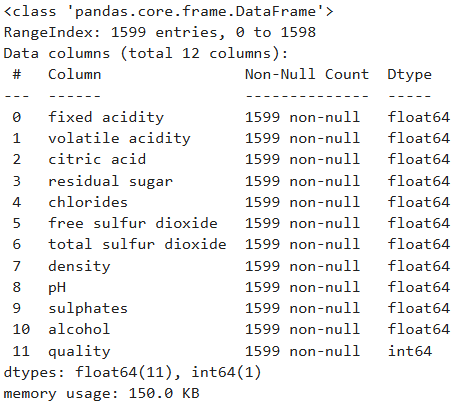 <class 'pandas.core.frame.DataFrame'>
RangeIndex: 1599 entries, 0 to 1598
Data columns (total 12 columns):
 #   Column                Non-Null Count  Dtype
---  ------                --------------  -----
 0   fixed acidity         1599 non-null   float64
 1   volatile acidity      1599 non-null   float64
 2   citric acid           1599 non-null   float64
 3   residual sugar        1599 non-null   float64
 4   chlorides             1599 non-null   float64
 5   free sulfur dioxide   1599 non-null   float64
 6   total sulfur dioxide  1599 non-null   float64
 7   density               1599 non-null   float64
 8   pH                    1599 non-null   float64
 9   sulphates             1599 non-null   float64
 10  alcohol               1599 non-null   float64
 11  quality               1599 non-null   int64
dtypes: float64(11), int64(1)
memory usage: 150.0 KB